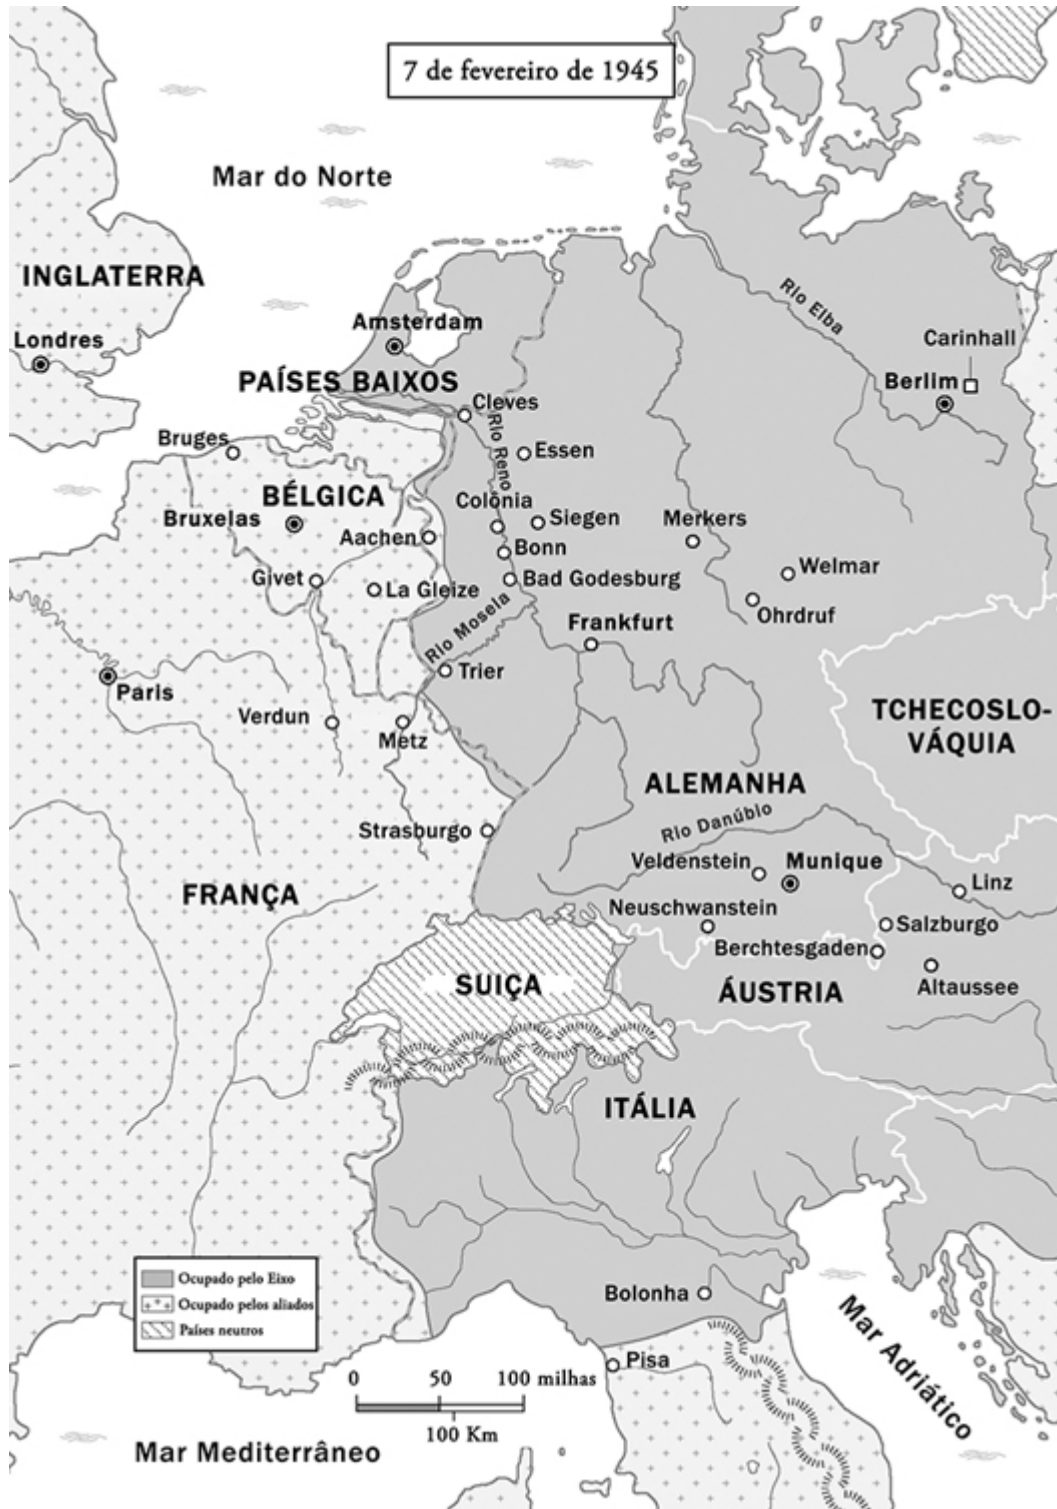 7 de fevereiro de 1945
Mar do Norte
INGLATERRA
Londres
Amsterdam
PAÍSES BAIXOS
Rio Elba
Carinhall
Berlim
Cleves
Rio Reno
Essen
Bruges
BÉLGICA
Bruxelas
Colônia
Siegen
Merkers
Aachen
Bonn
Givet
La Gleize
Bad Godesburg
Welmar
Ohrdruf
Rio Mosela
Frankfurt
Trier
Paris
Verdun
Metz
TCHECOSLO-
VÁQUIA
ALEMANHA
Rio Danúbio
Strasburgo
Veldenstein
Munique
Linz
FRANÇA
Neuschwanstein
Salzburgo
Berchtesgaden
SUIÇA
ÁUSTRIA
Altaussee
ITÁLIA
Ocupado pelo Eixo
Ocupado pelos aliados
Países neutros
Bolonha
Mar Adriático
Pisa
0 50 100 milhas
100 Km
Mar Mediterrâneo